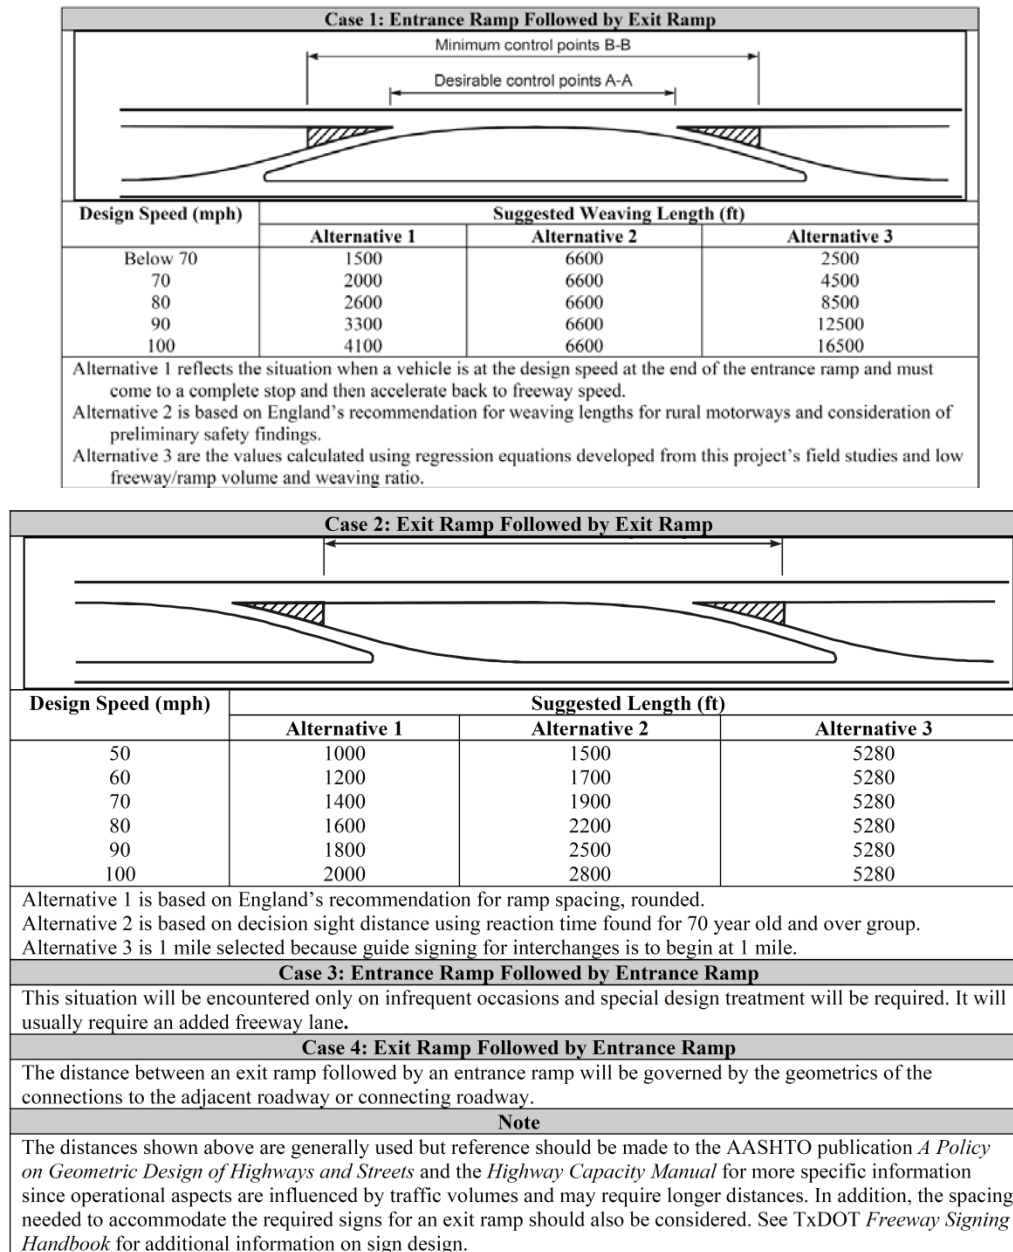 Case 1: Entrance Ramp Followed by Exit Ramp
Minimum control points B-B
Desirable control points A-A
Design Speed (mph) Suggested Weaving Length (ft)
Alternative 1 Alternative 2 Alternative 3
Below 70 1500 6600 2500
70 2000 6600 4500
80 2600 6600 8500
90 3300 6600 12500
100 4100 6600 16500
Alternative 1 reflects the situation when a vehicle is at the design speed at the end of the entrance ramp and must
come to a complete stop and then accelerate back to freeway speed.
Alternative 2 is based on England's recommendation for weaving lengths for rural motorways and consideration of
preliminary safety findings.
Alternative 3 are the values calculated using regression equations developed from this project's field studies and low
freeway/ramp volume and weaving ratio.
Case 2: Exit Ramp Followed by Exit Ramp
Design Speed (mph) Suggested Length (ft)
Alternative 1 Alternative 2 Alternative 3
50 1000 1500 5280
60 1200 1700 5280
70 1400 1900 5280
80 1600 2200 5280
90 1800 2500 5280
100 2000 2800 5280
Alternative 1 is based on England's recommendation for ramp spacing, rounded.
Alternative 2 is based on decision sight distance using reaction time found for 70 year old and over group.
Alternative 3 is 1 mile selected because guide signing for interchanges is to begin at 1 mile.
Case 3: Entrance Ramp Followed by Entrance Ramp
This situation will be encountered only on infrequent occasions and special design treatment will be required. It will
usually require an added freeway lane.
Case 4: Exit Ramp Followed by Entrance Ramp
The distance between an exit ramp followed by an entrance ramp will be governed by the geometrics of the
connections to the adjacent roadway or connecting roadway.
Note
The distances shown above are generally used but reference should be made to the AASHTO publication A Policy
on Geometric Design of Highways and Streets and the Highway Capacity Manual for more specific information
since operational aspects are influenced by traffic volumes and may require longer distances. In addition, the spacing
needed to accommodate the required signs for an exit ramp should also be considered. See TxDOT Freeway Signing
Handbook for additional information on sign design.